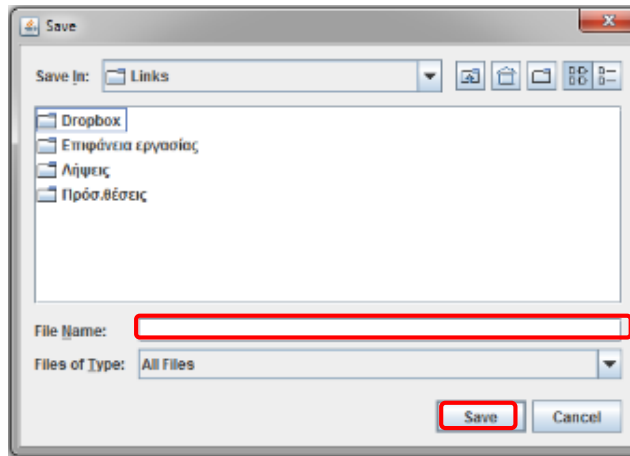 Save
Save In: Links
Dropbox
Επιφάνεια εργασίας
Λήψεις
Πρόσ.θέσεις
File Name:
Files of Type: All Files
Save Cancel